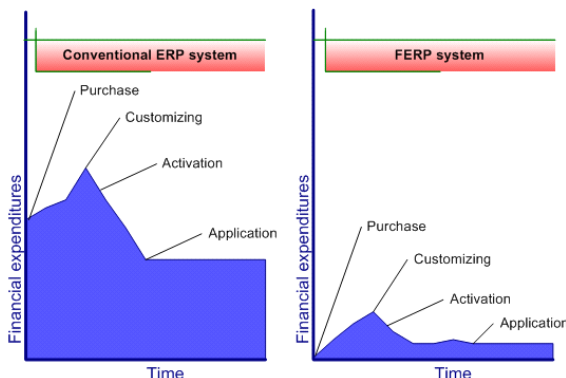 Conventional ERP system
Purchase
Customizing
Activation
Application
Financial expenditures
Time
FERP system
Purchase
Customizing
Activation
Application
Financial expenditures
Time